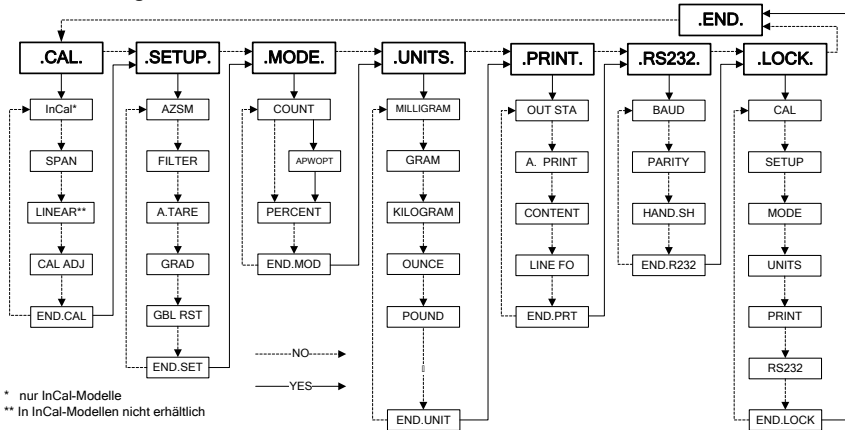 .END.
.CAL.
.SETUP.
.MODE.
.UNITS.
.PRINT.
.RS232.
.LOCK.
InCal*
SPAN
LINEAR**
CAL ADJ
END.CAL
AZSM
FILTER
A.TARE
GRAD
GBL RST
END.SET
COUNT
APWOPT
PERCENT
END.MOD
MILLIGRAM
GRAM
KILOGRAM
OUNCE
POUND
END.UNIT
OUT STA
A. PRINT
CONTENT
LINE FO
END.PRT
BAUD
PARITY
HAND.SH
END.R232
CAL
SETUP
MODE
UNITS
PRINT
RS232
END.LOCK
NO
YES
* nur InCal-Modelle
** In InCal-Modellen nicht erhältlich